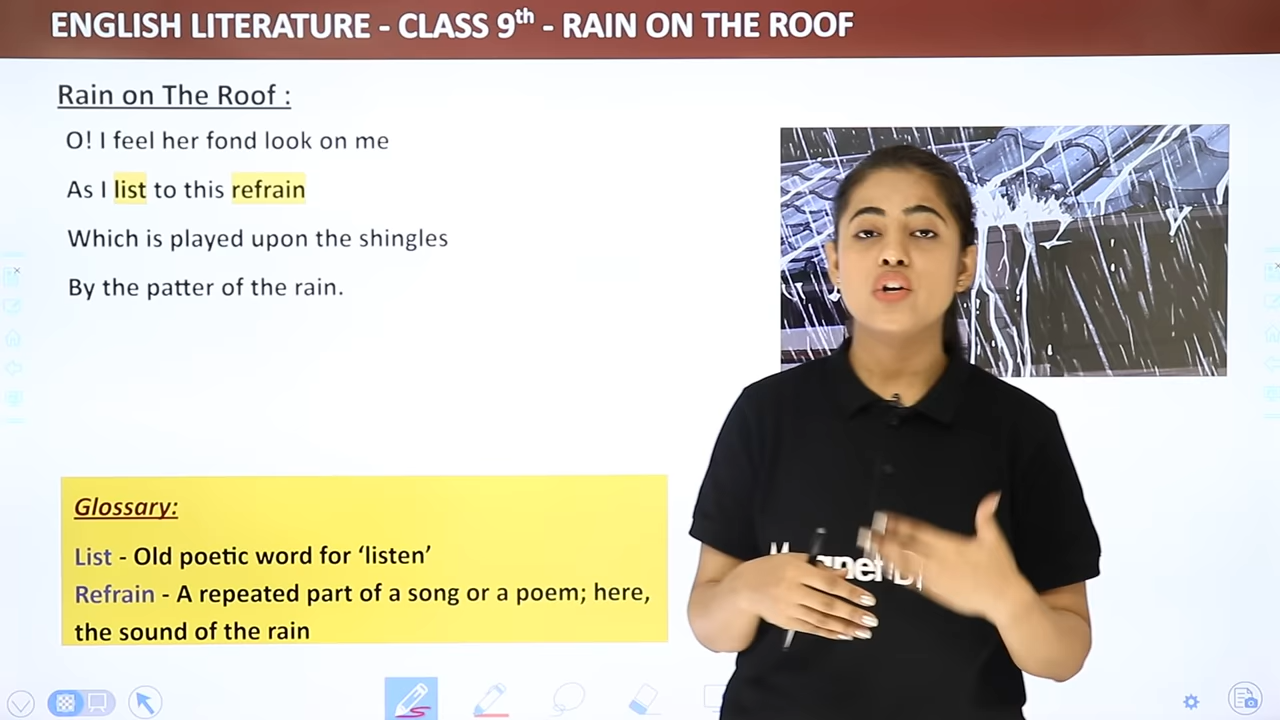 ENGLISH LITERATURE - CLASS 9th - RAIN ON THE ROOF
Rain on The Roof :
O! I feel her fond look on me
As I list to this refrain
Which is played upon the shingles
By the patter of the rain.
Glossary:
List - Old poetic word for ‘listen’
Refrain - A repeated part of a song or a poem; here,
the sound of the rain